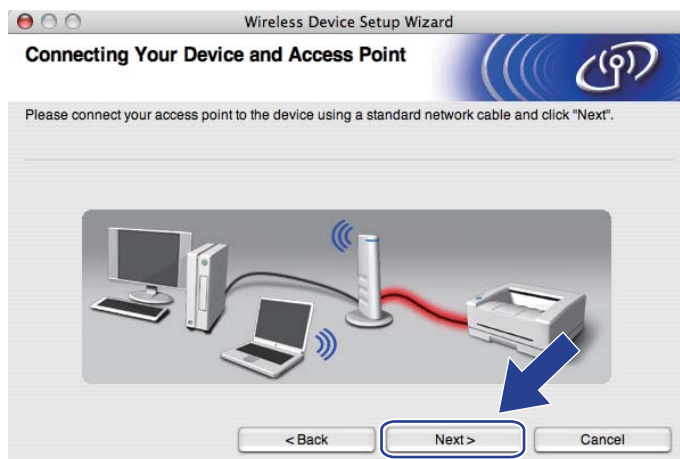 Wireless Device Setup Wizard
Connecting Your Device and Access Point
Please connect your access point to the device using a standard network cable and click "Next".
< Back Next > Cancel